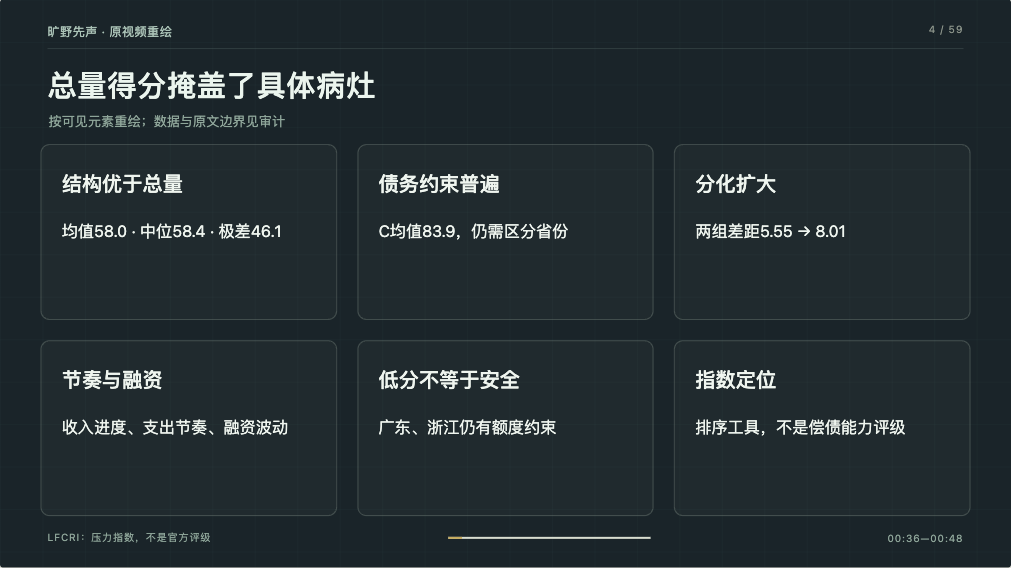 旷野先声 · 原视频重绘
4 / 59
总量得分掩盖了具体病灶
按可见元素重绘；数据与原文边界见审计
结构优于总量
均值58.0 · 中位58.4 · 极差46.1
债务约束普遍
C均值83.9，仍需区分省份
分化扩大
两组差距5.55 → 8.01
节奏与融资
收入进度、支出节奏、融资波动
低分不等于安全
广东、浙江仍有额度约束
指数定位
排序工具，不是偿债能力评级
LFCRI：压力指数，不是官方评级
00:36—00:48